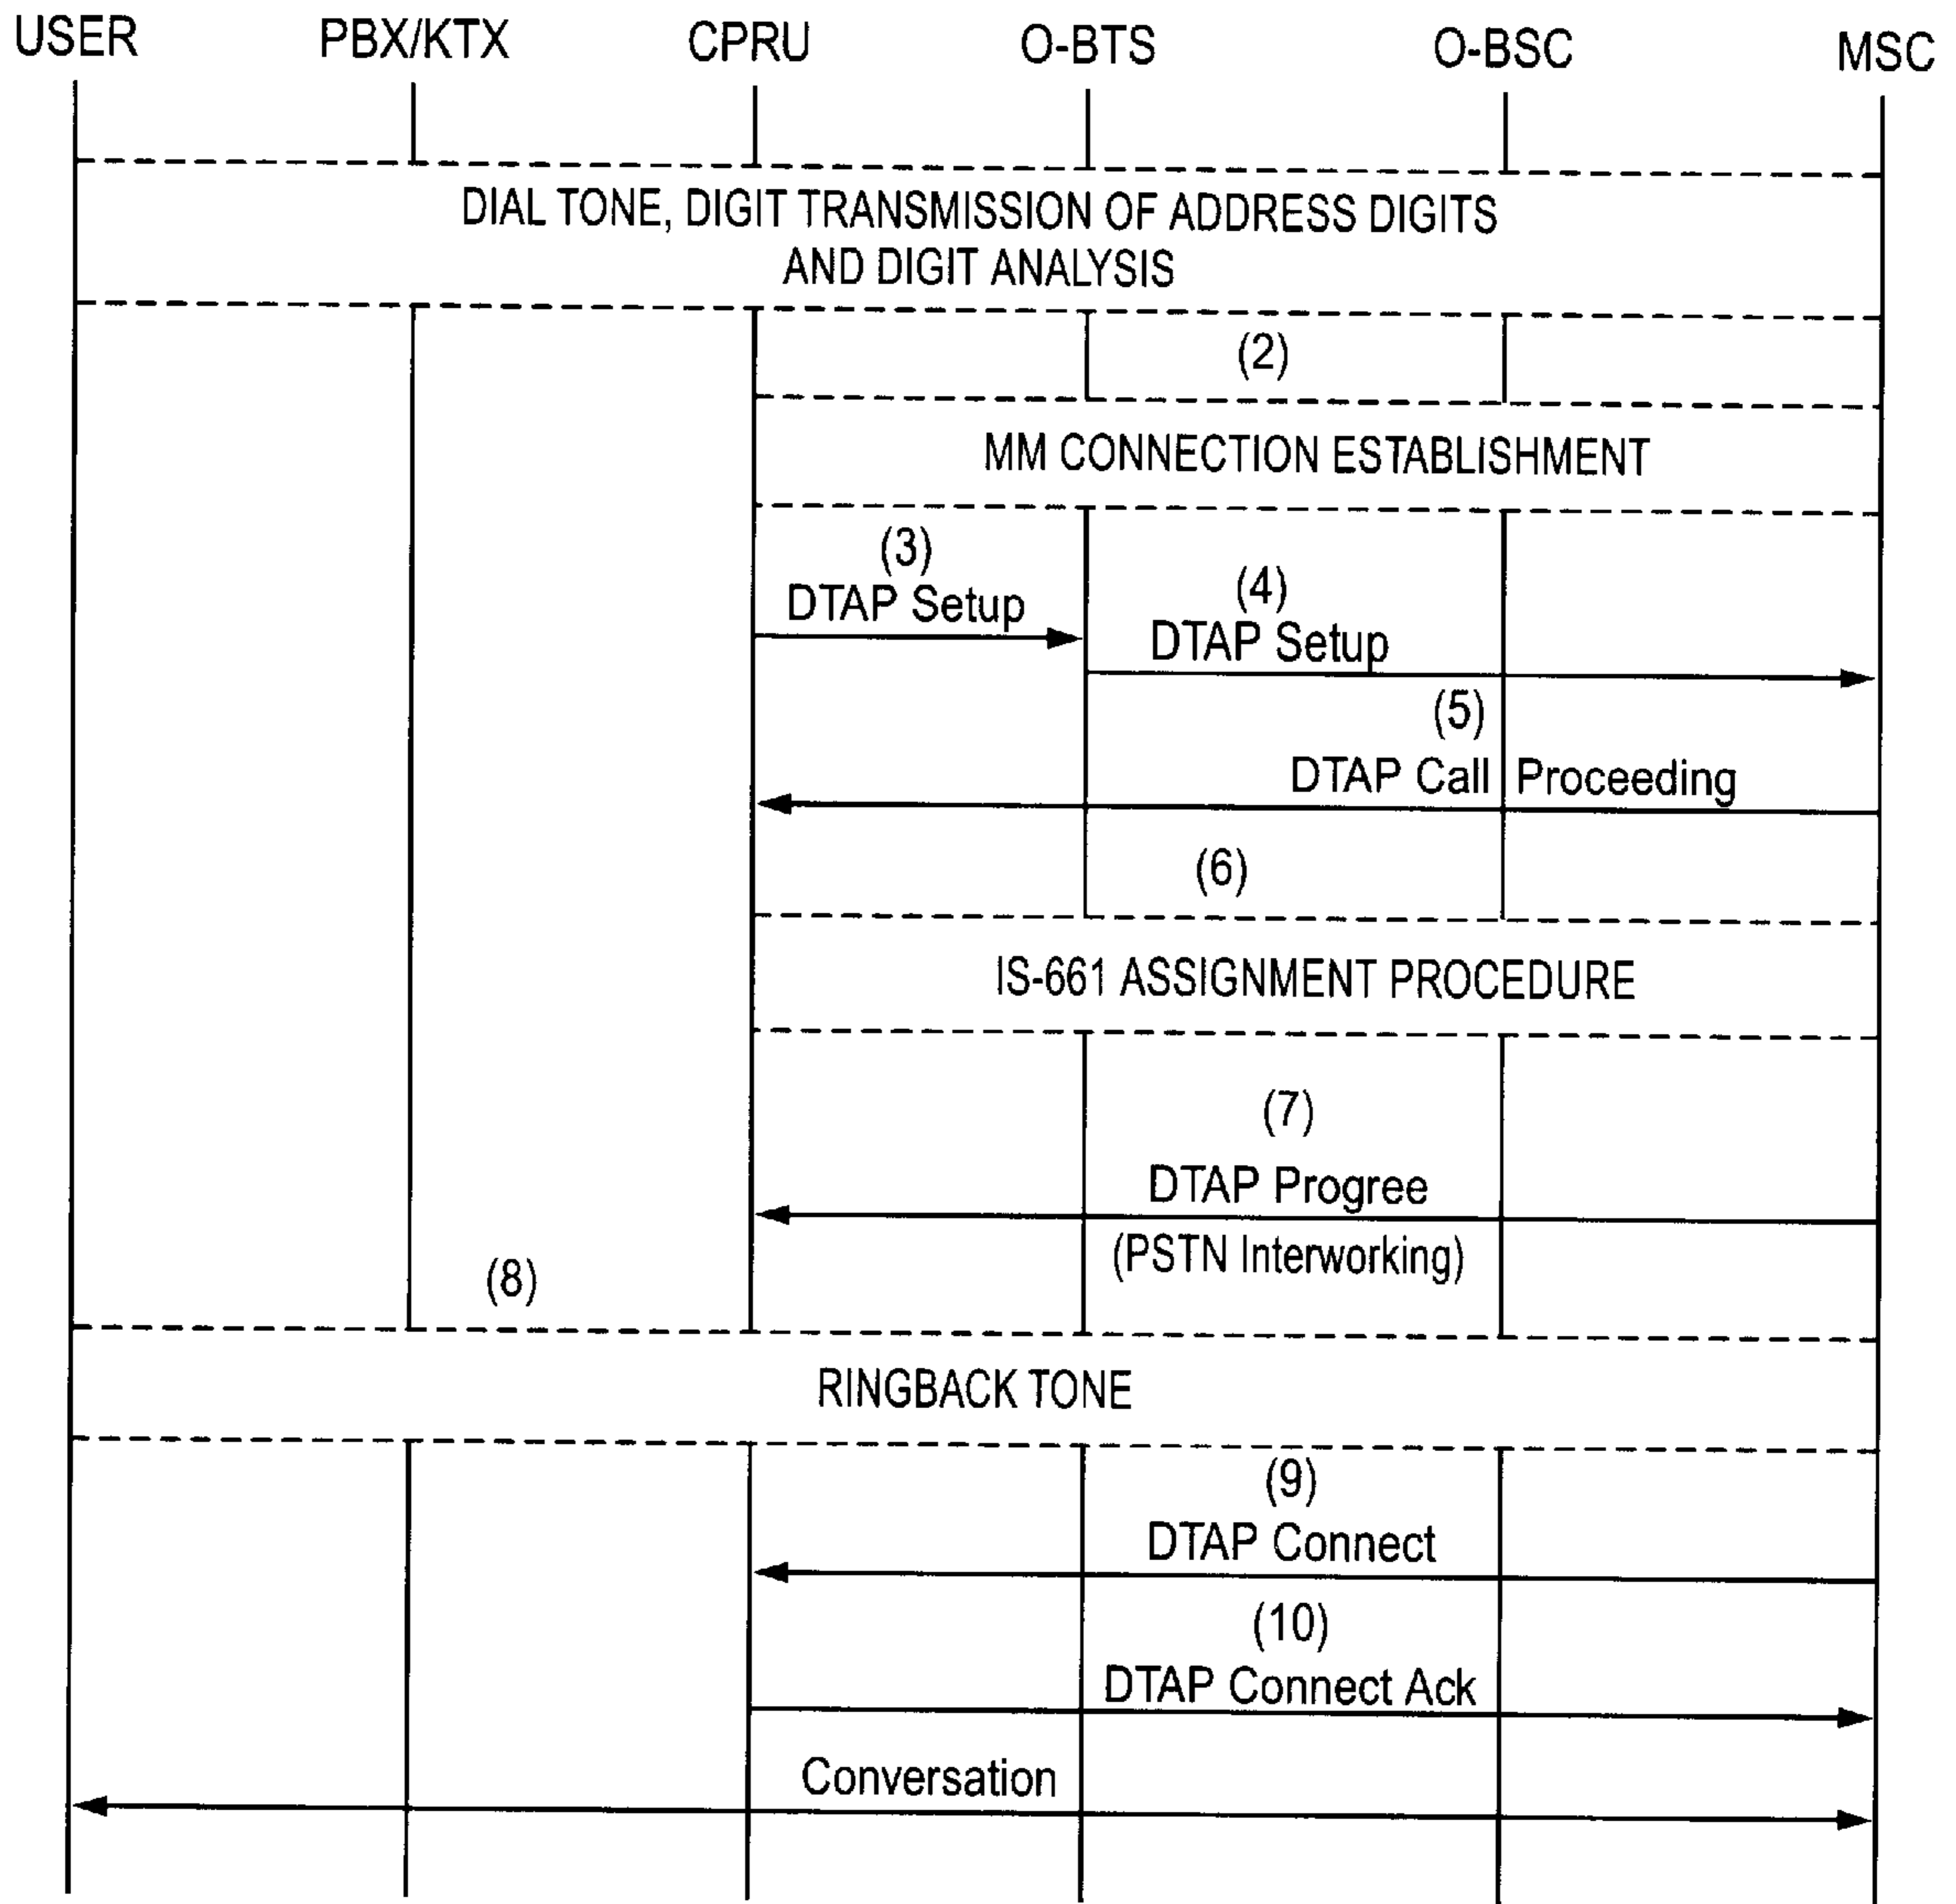 USER PBX/KTX CPRU O-BTS O-BSC MSC
DIAL TONE, DIGIT TRANSMISSION OF ADDRESS DIGITS
AND DIGIT ANALYSIS
(2)
MM CONNECTION ESTABLISHMENT
(3)
DTAP Setup
(4)
DTAP Setup
(5)
DTAP Call Proceeding
(6)
IS-661 ASSIGNMENT PROCEDURE
(7)
DTAP Progree
(PSTN Interworking)
(8)
RINGBACK TONE
(9)
DTAP Connect
(10)
DTAP Connect Ack
Conversation